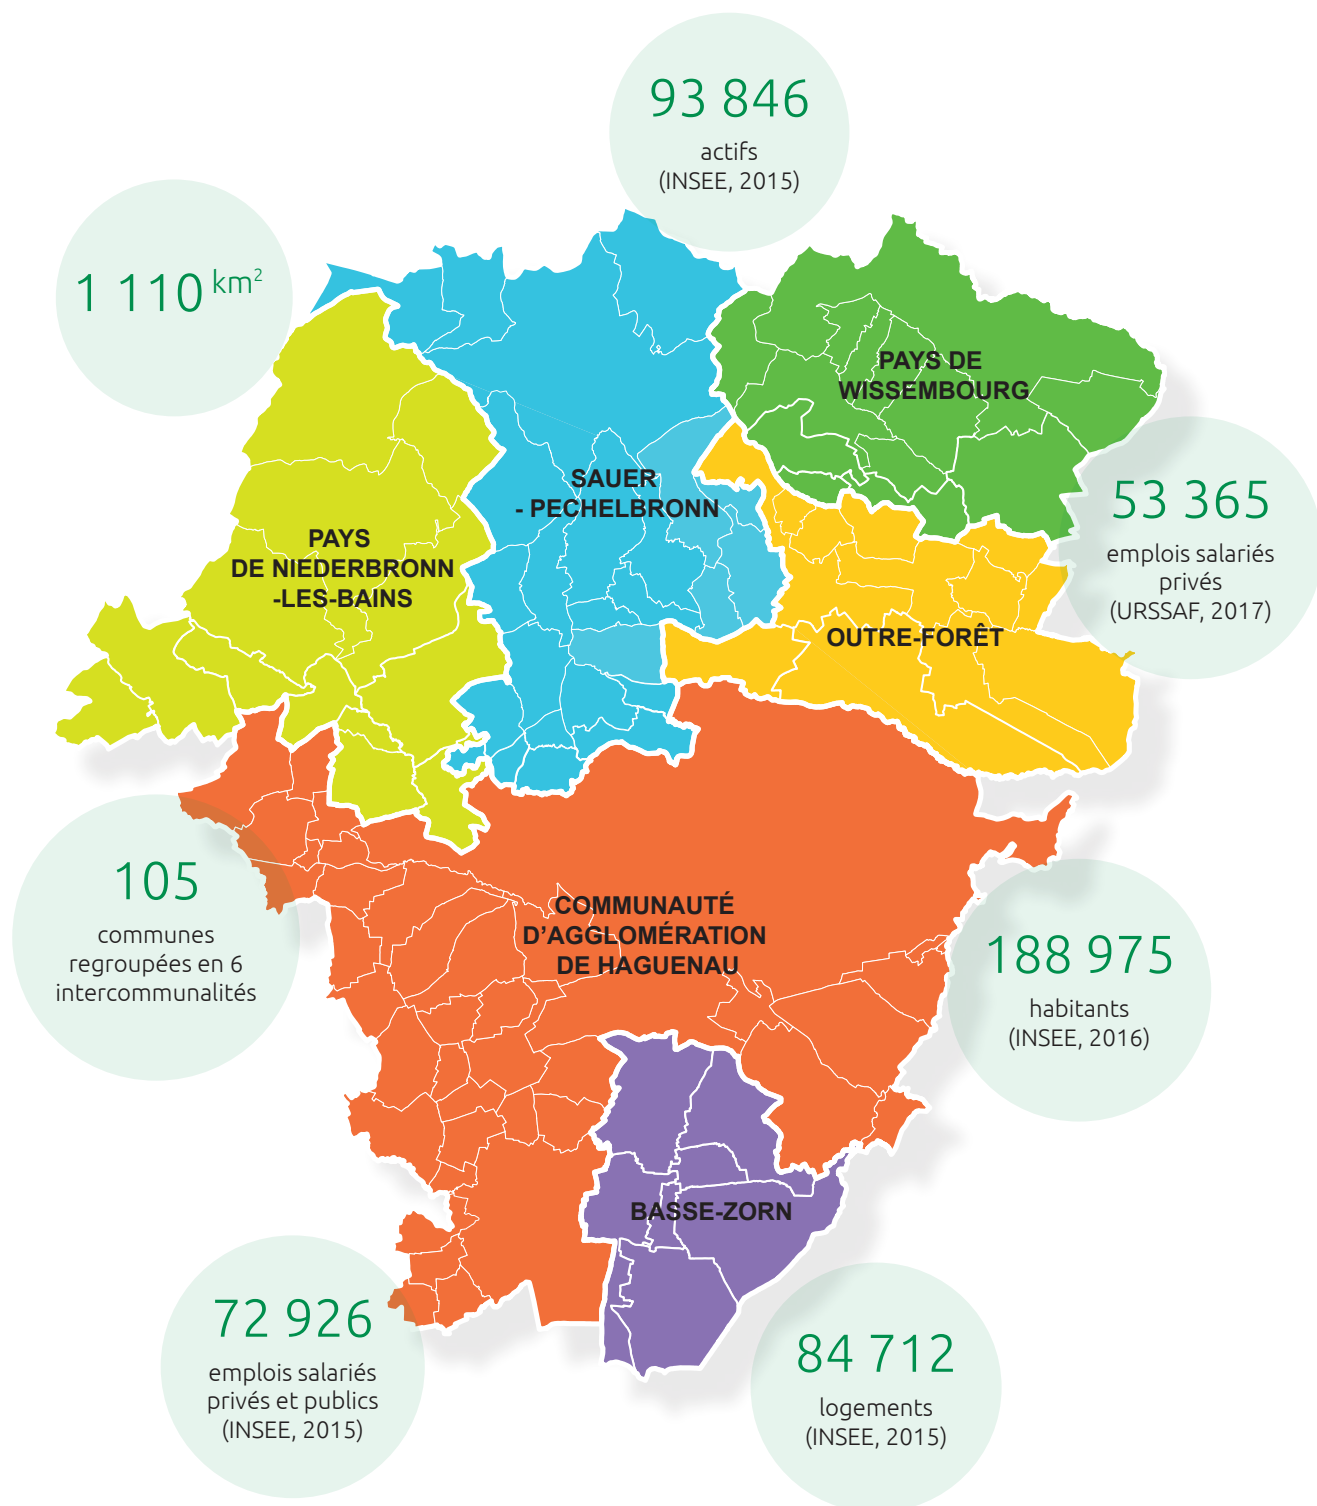 93 846
actifs
(INSEE, 2015)
1 110 km²
PAYS DE
WISSEMBOURG
SAUER
- PECHELBRONN
53 365
emplois salariés
privés
(URSSAF, 2017)
PAYS
DE NIEDERBRONN
-LES-BAINS
OUTRE-FORÊT
105
communes
regroupées en 6
intercommunalités
COMMUNAUTÉ
D'AGGLOMÉRATION
DE HAGUENAU
188 975
habitants
(INSEE, 2016)
BASSE-ZORN
72 926
emplois salariés
privés et publics
(INSEE, 2015)
84 712
logements
(INSEE, 2015)